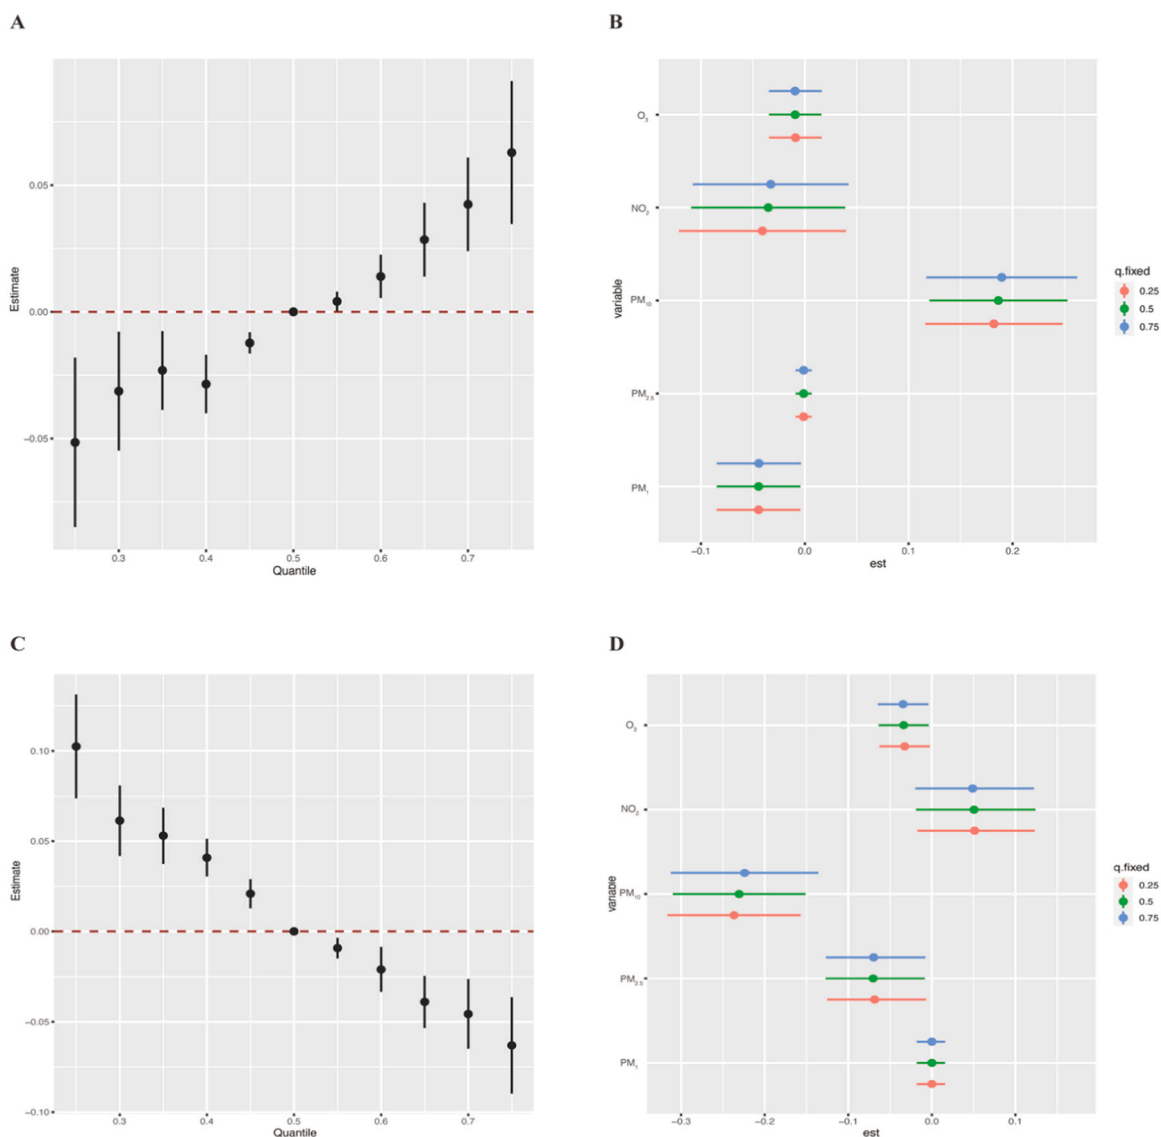 A
0.05
0.00
−0.05
Estimate
0.3 0.4 0.5 0.6 0.7
Quantile
B
O3
NO2
PM10
PM2.5
PM1
variable
−0.1 0.0 0.1 0.2
est
q.fixed
0.25
0.5
0.75
C
0.10
0.05
0.00
−0.05
−0.10
Estimate
0.3 0.4 0.5 0.6 0.7
Quantile
D
O3
NO2
PM10
PM2.5
PM1
variable
−0.3 −0.2 −0.1 0.0 0.1
est
q.fixed
0.25
0.5
0.75